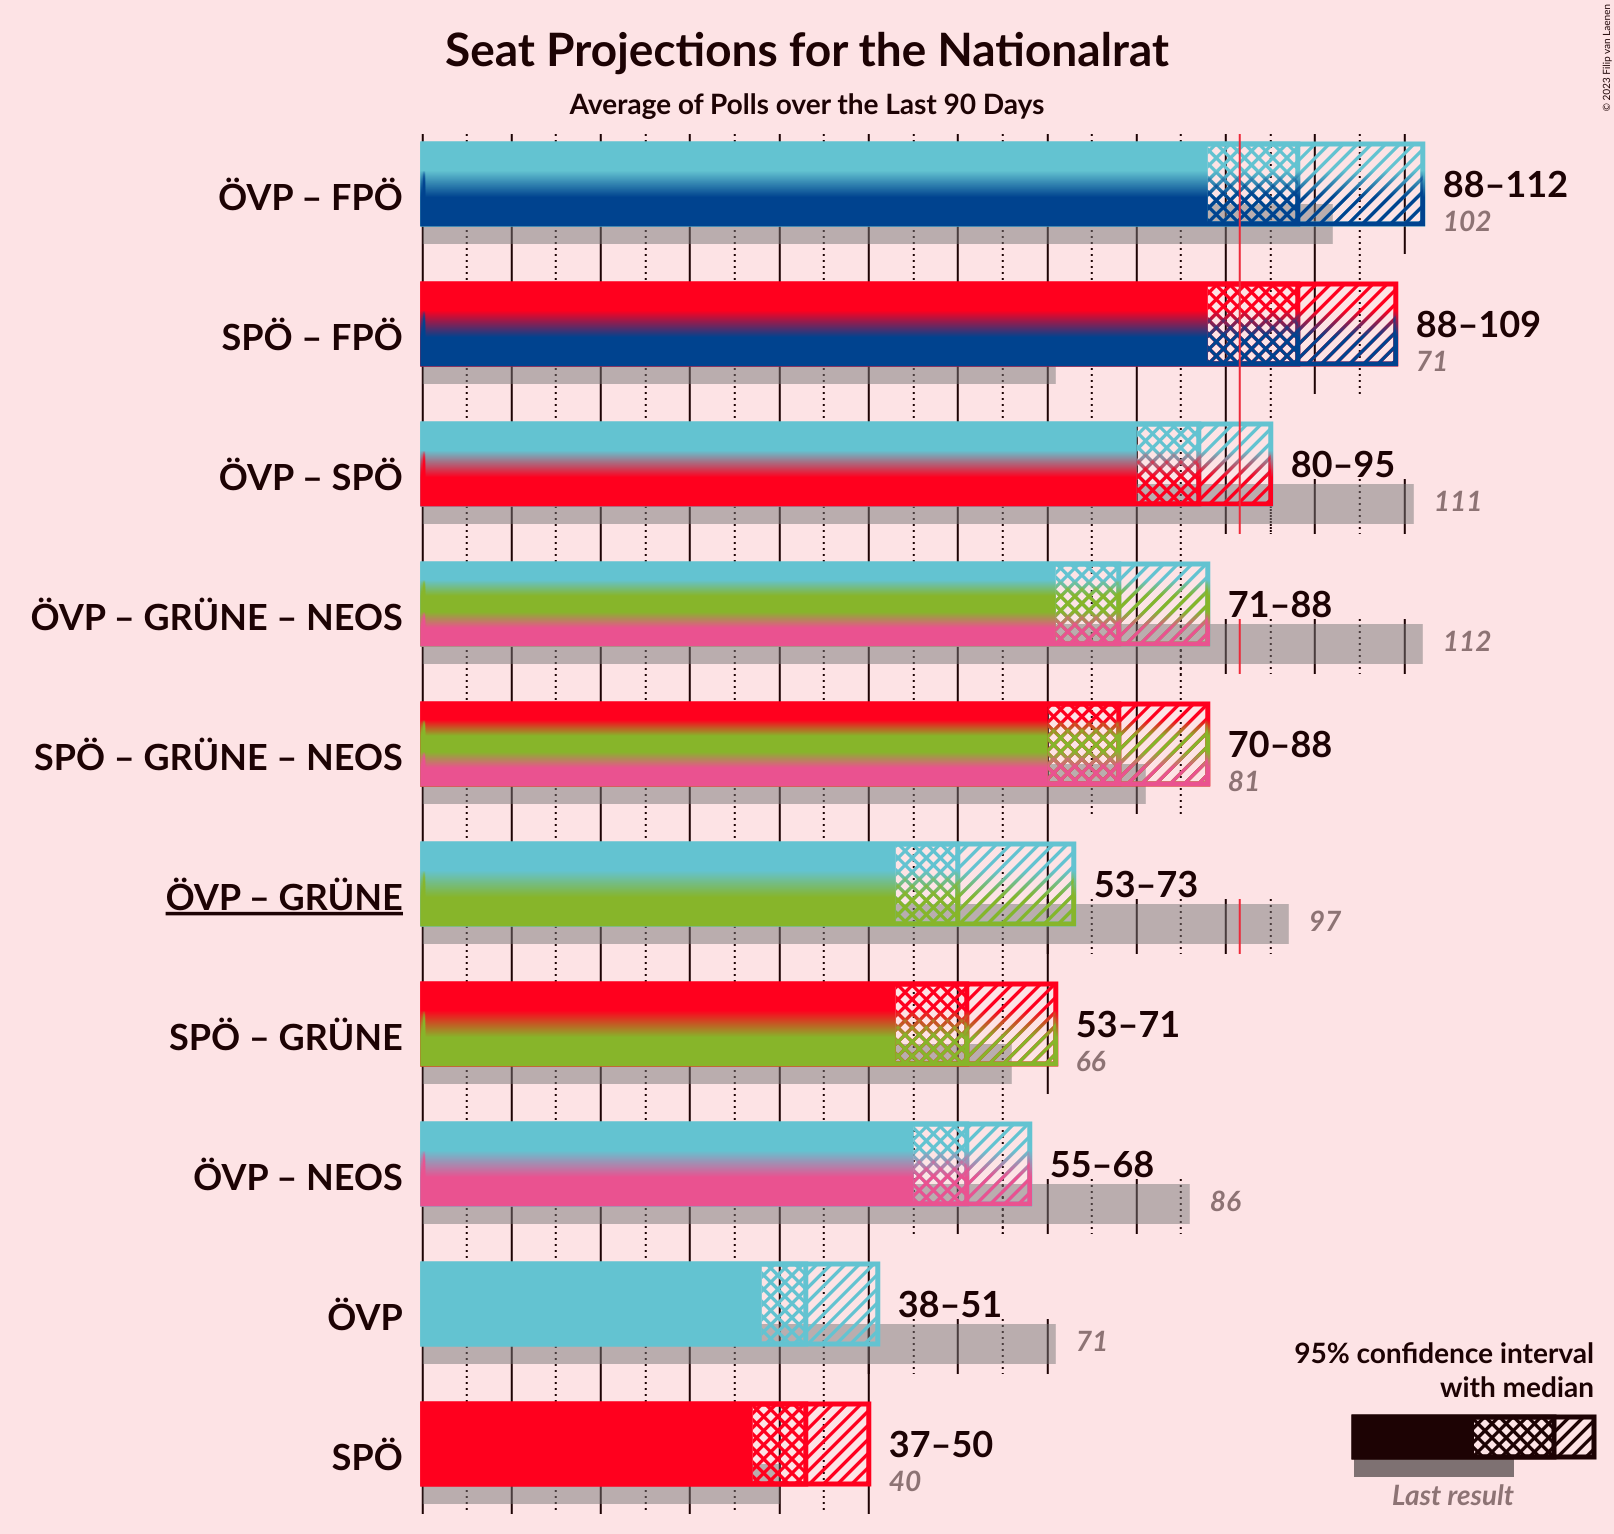 Seat Projections for the Nationalrat
Average of Polls over the Last 90 Days
© 2023 Filip van Laenen
ÖVP – FPÖ
88–112
102
SPÖ – FPÖ
88–109
71
ÖVP – SPÖ
80–95
111
ÖVP – GRÜNE – NEOS
71–88
112
SPÖ – GRÜNE – NEOS
70–88
81
ÖVP – GRÜNE
53–73
97
SPÖ – GRÜNE
53–71
66
ÖVP – NEOS
55–68
86
ÖVP
38–51
71
SPÖ
37–50
40
95% confidence interval
with median
Last result